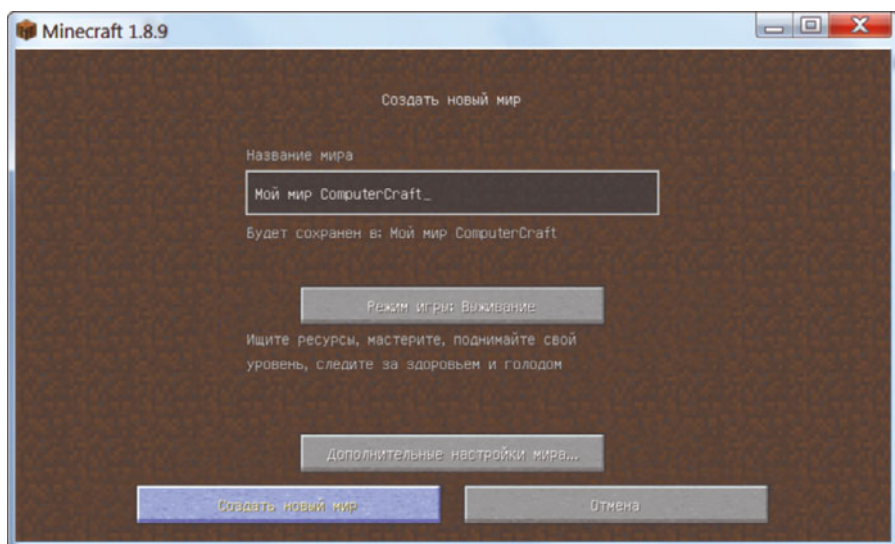 Minecraft 1.8.9
Создать новый мир
Название мира
Мой мир ComputerCraft_
Будет сохранен в: Мой мир ComputerCraft
Режим игры: Выживание
Ищите ресурсы, мастерите, поднимайте свой
уровень, следите за здоровьем и голодом
Дополнительные настройки мира...
Создать новый мир
Отмена